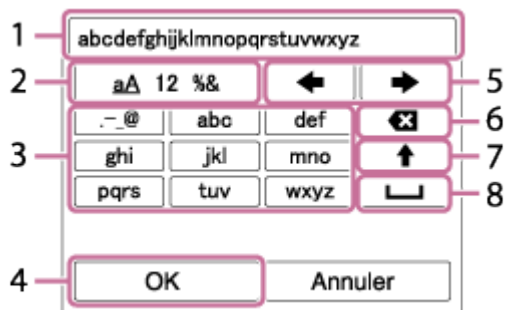 1 abcdefghijklmnopqrstuvwxyz
2 aA 12 %& 5
.-_@ abc def 6
3 ghi jkl mno 7
pqrs tuv wxyz 8
4 OK Annuler